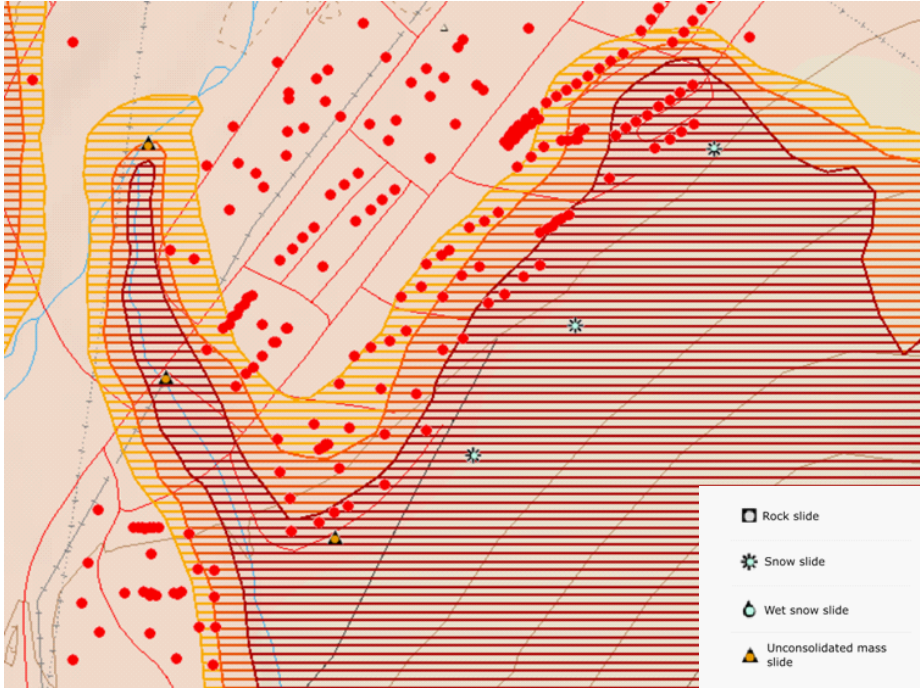 Rock slide
Snow slide
Wet snow slide
Unconsolidated mass
slide